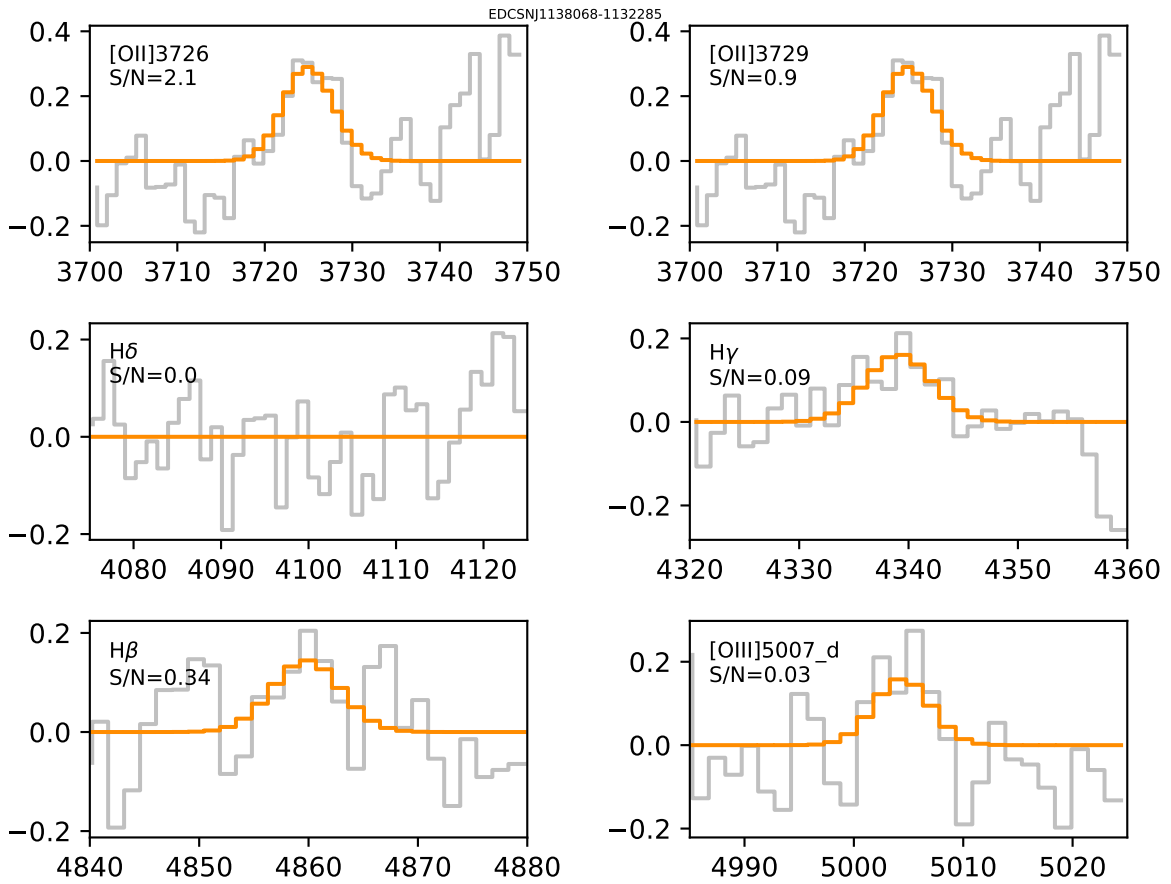 EDCSNJ1138068-1132285
[OII]3726
S/N=2.1
0.4
0.2
0.0
−0.2
3700 3710 3720 3730 3740 3750
[OII]3729
S/N=0.9
0.4
0.2
0.0
−0.2
3700 3710 3720 3730 3740 3750
Hδ
S/N=0.0
0.2
0.0
−0.2
4080 4090 4100 4110 4120
Hγ
S/N=0.09
0.2
0.0
−0.2
4320 4330 4340 4350 4360
Hβ
S/N=0.34
0.2
0.0
−0.2
4840 4850 4860 4870 4880
[OIII]5007_d
S/N=0.03
0.2
0.0
−0.2
4990 5000 5010 5020